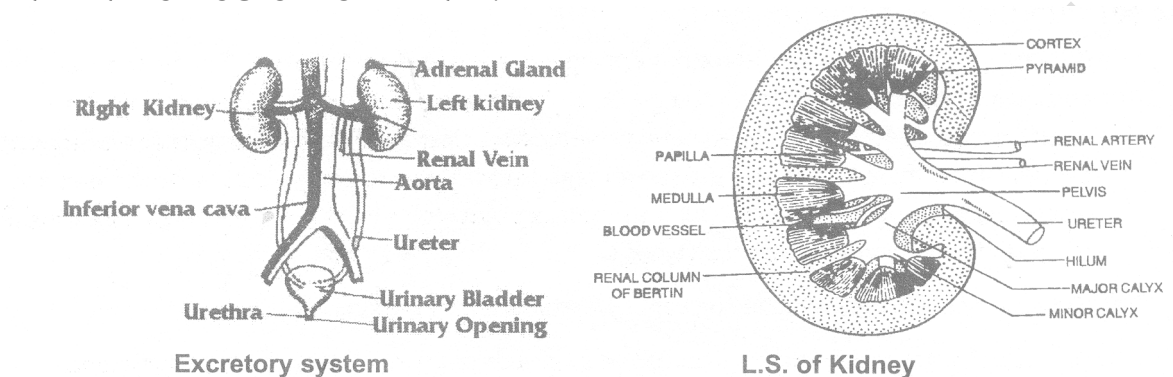 Adrenal Gland
Right Kidney
Left kidney
Renal Vein
Aorta
Inferior vena cava
Ureter
Urinary Bladder
Urethra
Urinary Opening
Excretory system
CORTEX
PYRAMID
RENAL ARTERY
PAPILLA
RENAL VEIN
PELVIS
MEDULLA
URETER
BLOOD VESSEL
HILUM
RENAL COLUMN
OF BERTIN
MAJOR CALYX
MINOR CALYX
L.S. of Kidney